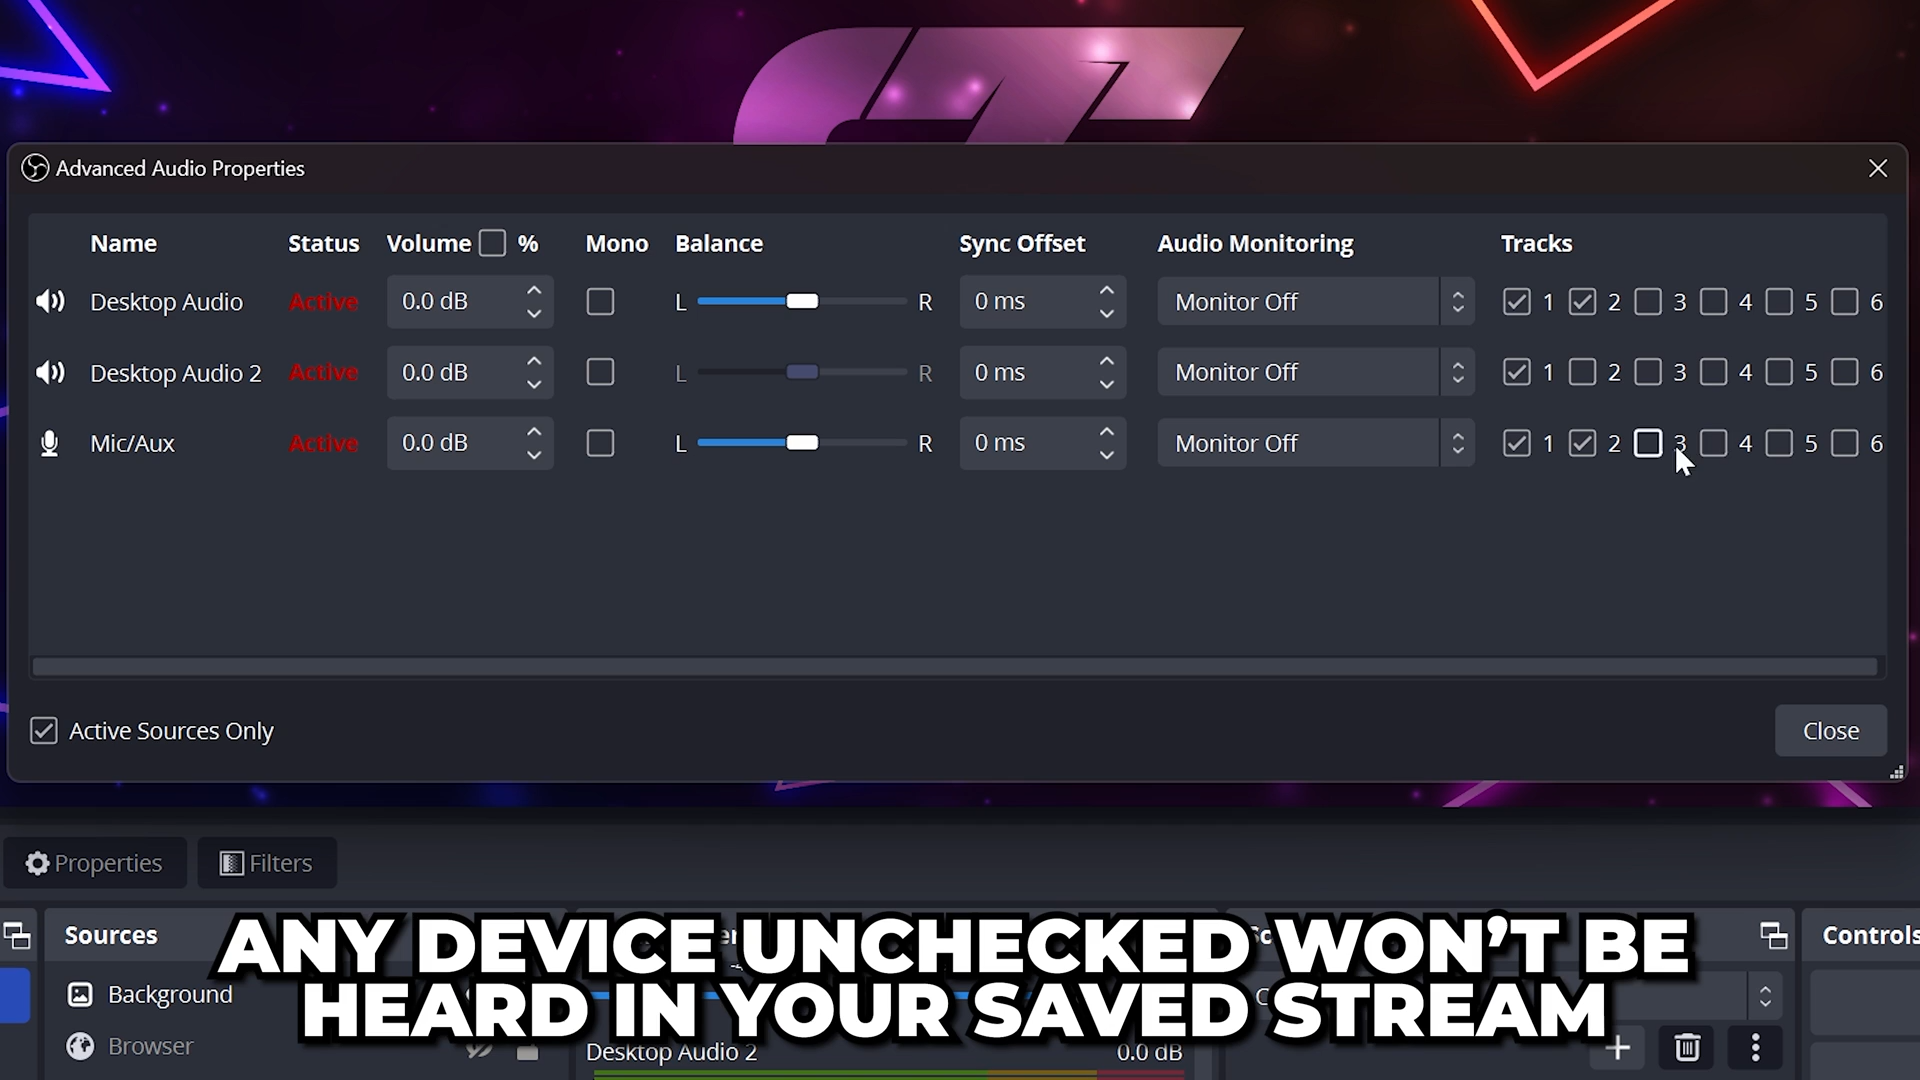 Advanced Audio Properties
Name Status Volume % Mono Balance Sync Offset Audio Monitoring Tracks
Desktop Audio Active 0.0 dB L R 0 ms Monitor Off 1 2 3 4 5 6
Desktop Audio 2 Active 0.0 dB L R 0 ms Monitor Off 1 2 3 4 5 6
Mic/Aux Active 0.0 dB L R 0 ms Monitor Off 1 2 3 4 5 6
Active Sources Only Close
Properties Filters
Sources Controls
ANY DEVICE UNCHECKED WON'T BE
Background
HEARD IN YOUR SAVED STREAM
Browser Desktop Audio 2 0.0 dB